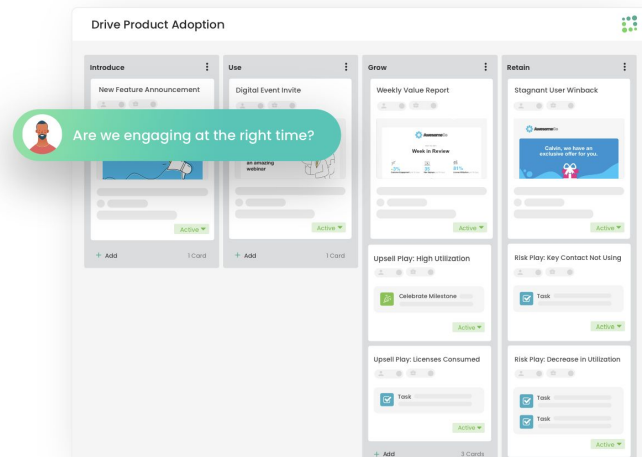 Drive Product Adoption
Introduce
New Feature Announcement
Active
+ Add
1 Card
Use
Digital Event Invite
an amazing
webinar
Active
+ Add
1 Card
Are we engaging at the right time?
Grow
Weekly Value Report
AwesomeCo
Week in Review
Active
Upsell Play: High Utilization
Celebrate Milestone
Active
Upsell Play: Licenses Consumed
Task
Active
+ Add
3 Cards
Retain
Stagnant User Winback
AwesomeCo
Calvin, we have an
exclusive offer for you.
Active
Risk Play: Key Contact Not Using
Task
Active
Risk Play: Decrease in Utilization
Task
Task
Active